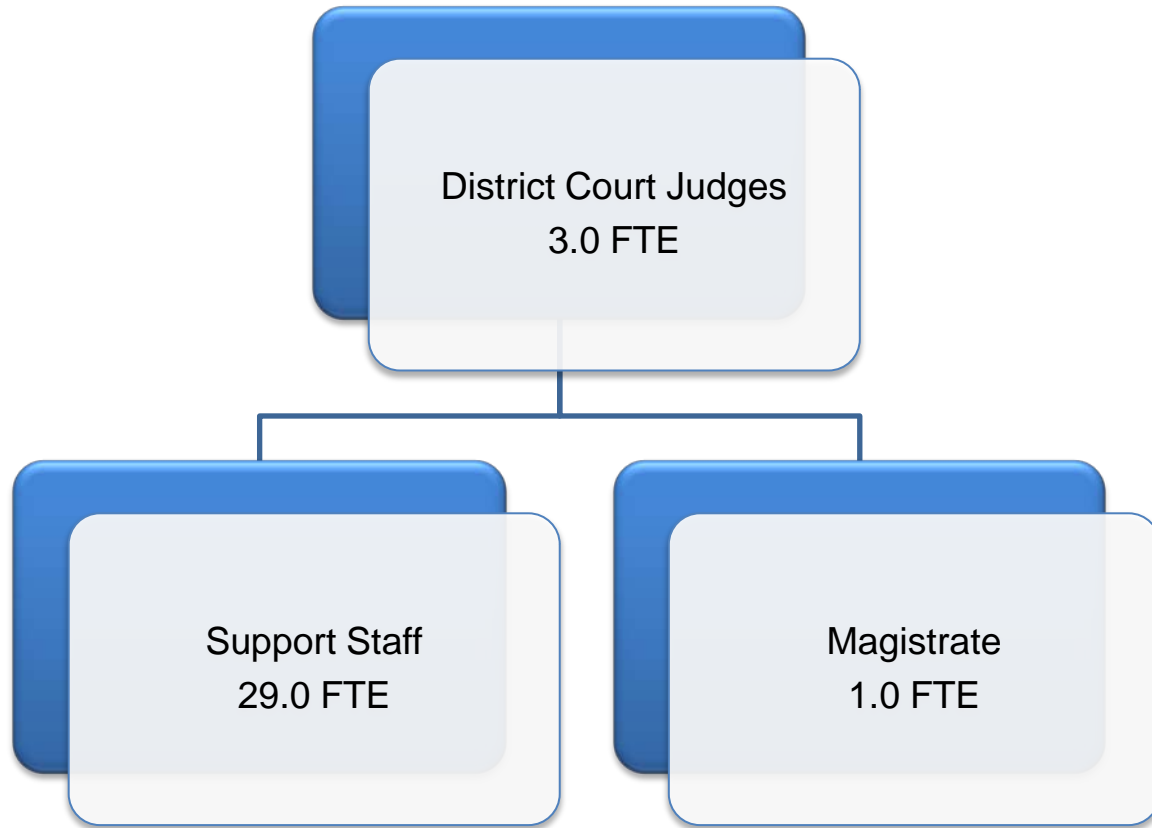 District Court Judges
3.0 FTE
Support Staff
29.0 FTE
Magistrate
1.0 FTE